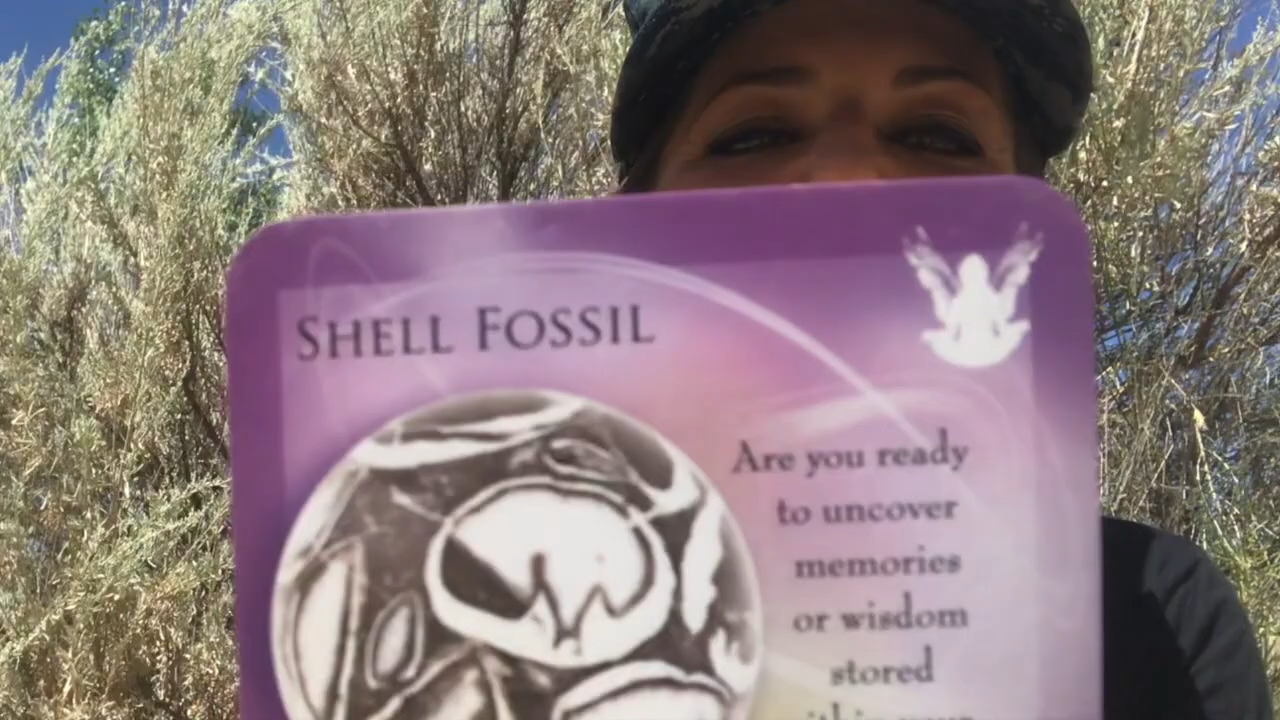 SHELL FOSSIL
Are you ready
to uncover
memories
or wisdom
stored